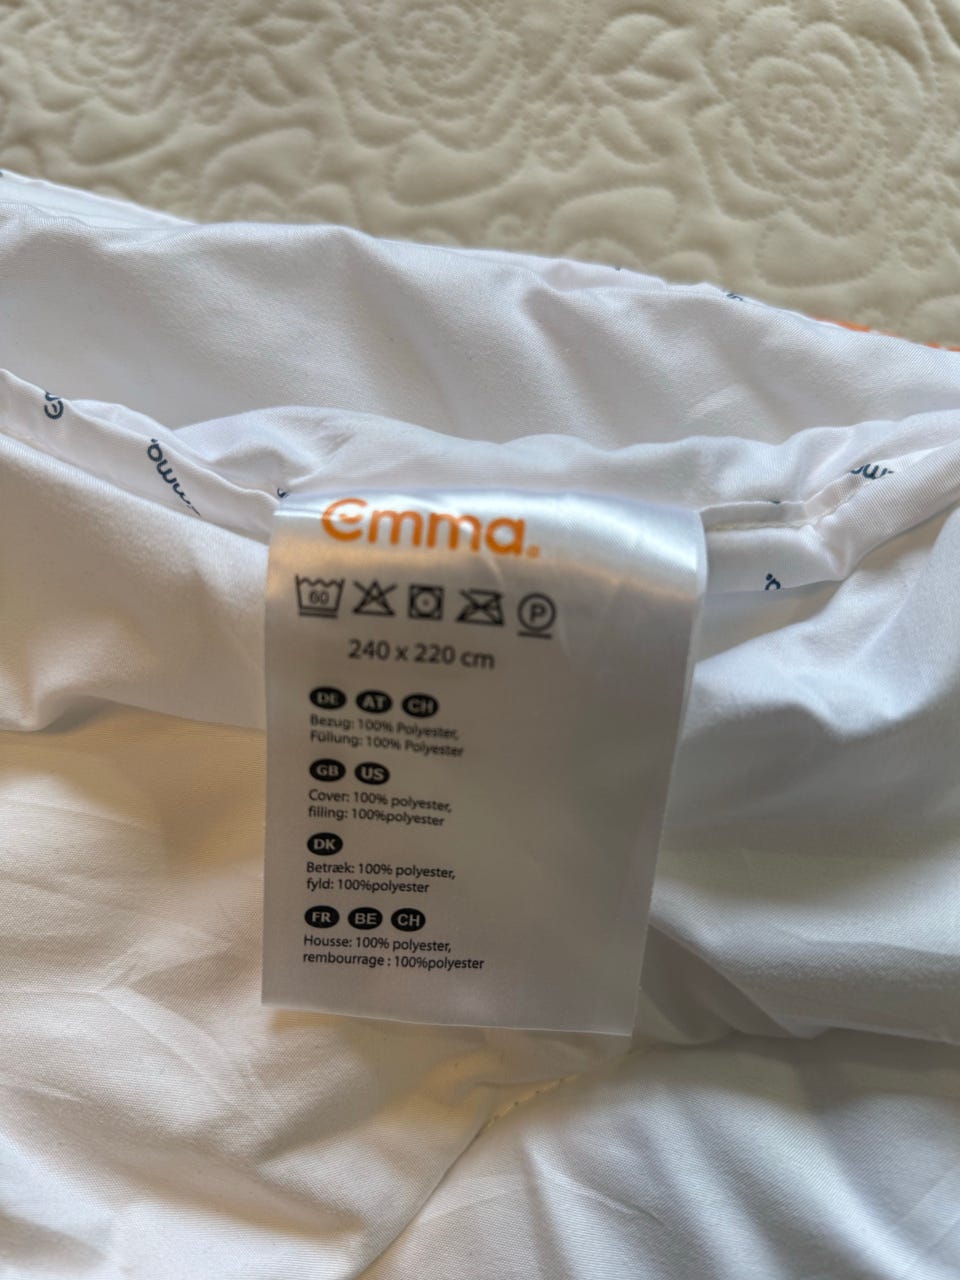 emma
60 P
240 x 220 cm
DE AT CH
Bezug: 100% Polyester,
Füllung: 100% Polyester
GB US
Cover: 100% polyester,
filling: 100%polyester
DK
Betræk: 100% polyester,
fyld: 100%polyester
FR BE CH
Housse: 100% polyester,
rembourrage : 100%polyester